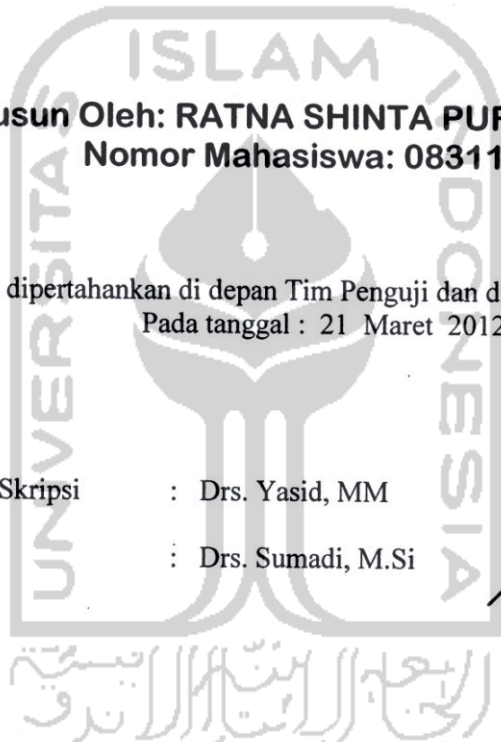 ISLAM
UNIVERSITAS
INDONESIA
usun Oleh: RATNA SHINTA PUR
Nomor Mahasiswa: 08311
dipertahankan di depan Tim Penguji dan d
Pada tanggal : 21 Maret 2012
Skripsi : Drs. Yasid, MM
: Drs. Sumadi, M.Si